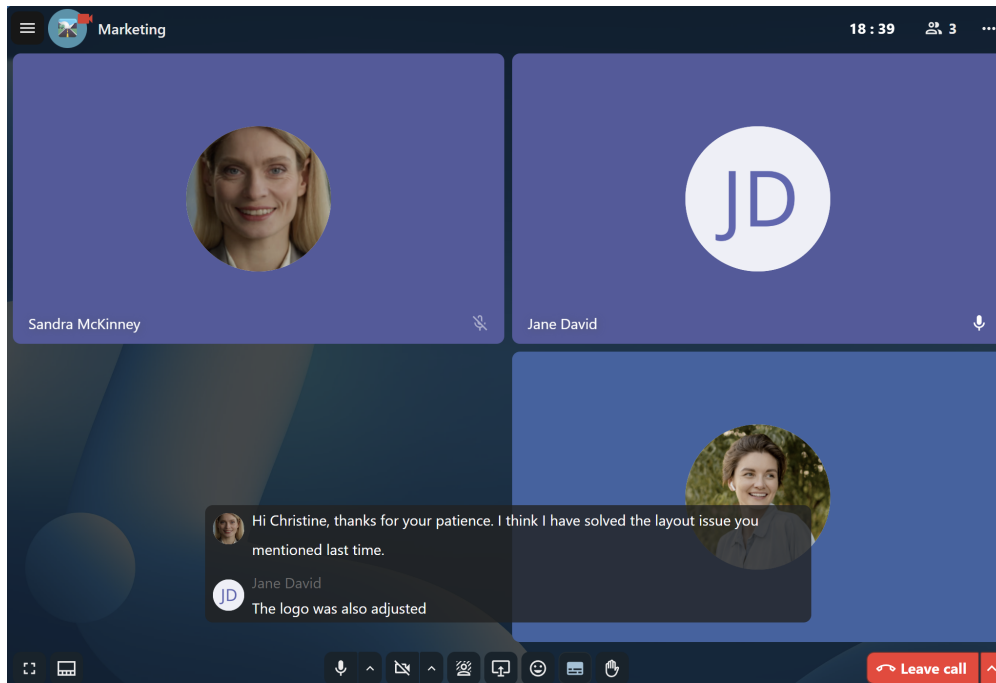 Marketing
18 : 39
3
JD
Sandra McKinney
Jane David
Hi Christine, thanks for your patience. I think I have solved the layout issue you
mentioned last time.
Jane David
JD
The logo was also adjusted
Leave call